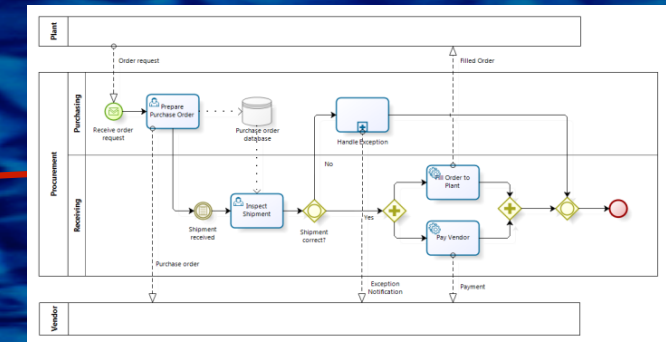 Plant
Order request
Filled Order
Procurement
Purchasing
Receive order
request
Prepare
Purchase Order
Purchase order
database
Handle Exception
No
Receiving
Shipment
received
Inspect
Shipment
Shipment
correct?
Yes
Fill Order to
Plant
Pay Vendor
Purchase order
Exception
Notification
Payment
Vendor